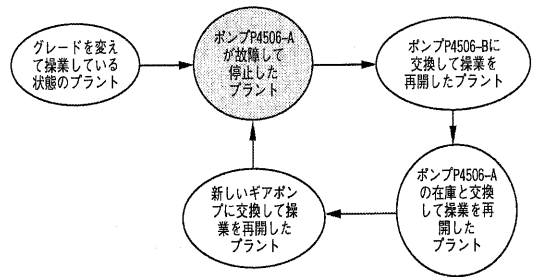 グレードを変え
て操業している
状態のプラント
ポンプP4506-A
が故障して
停止した
プラント
ポンプP4506-Bに
交換して操業を
再開したプラント
ポンプP4506-A
の在庫と交換
して操業を再
開した
プラント
新しいギアポン
プに交換して操
業を再開した
プラント